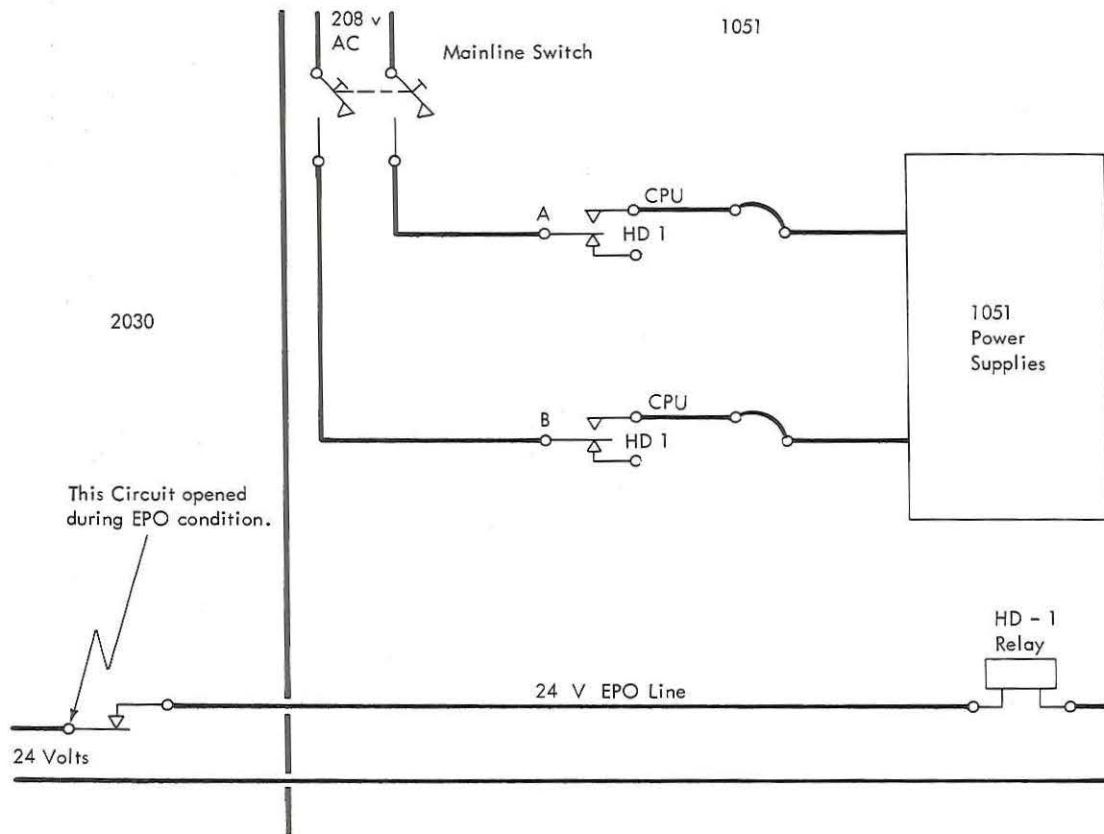 208 v
AC
1051
Mainline Switch
CPU
A
HD 1
2030
1051
Power
Supplies
CPU
B
HD 1
This Circuit opened
during EPO condition.
HD - 1
Relay
24 V EPO Line
24 Volts